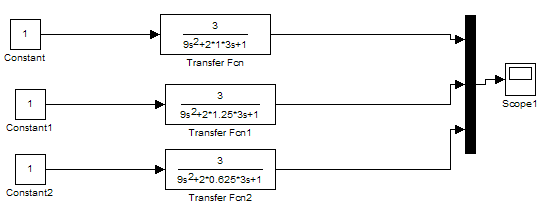 1
Constant
3
9s2+2*1*3s+1
Transfer Fcn
1
Constant1
3
9s2+2*1.25*3s+1
Transfer Fcn1
1
Constant2
3
9s2+2*0.625*3s+1
Transfer Fcn2
Scope1